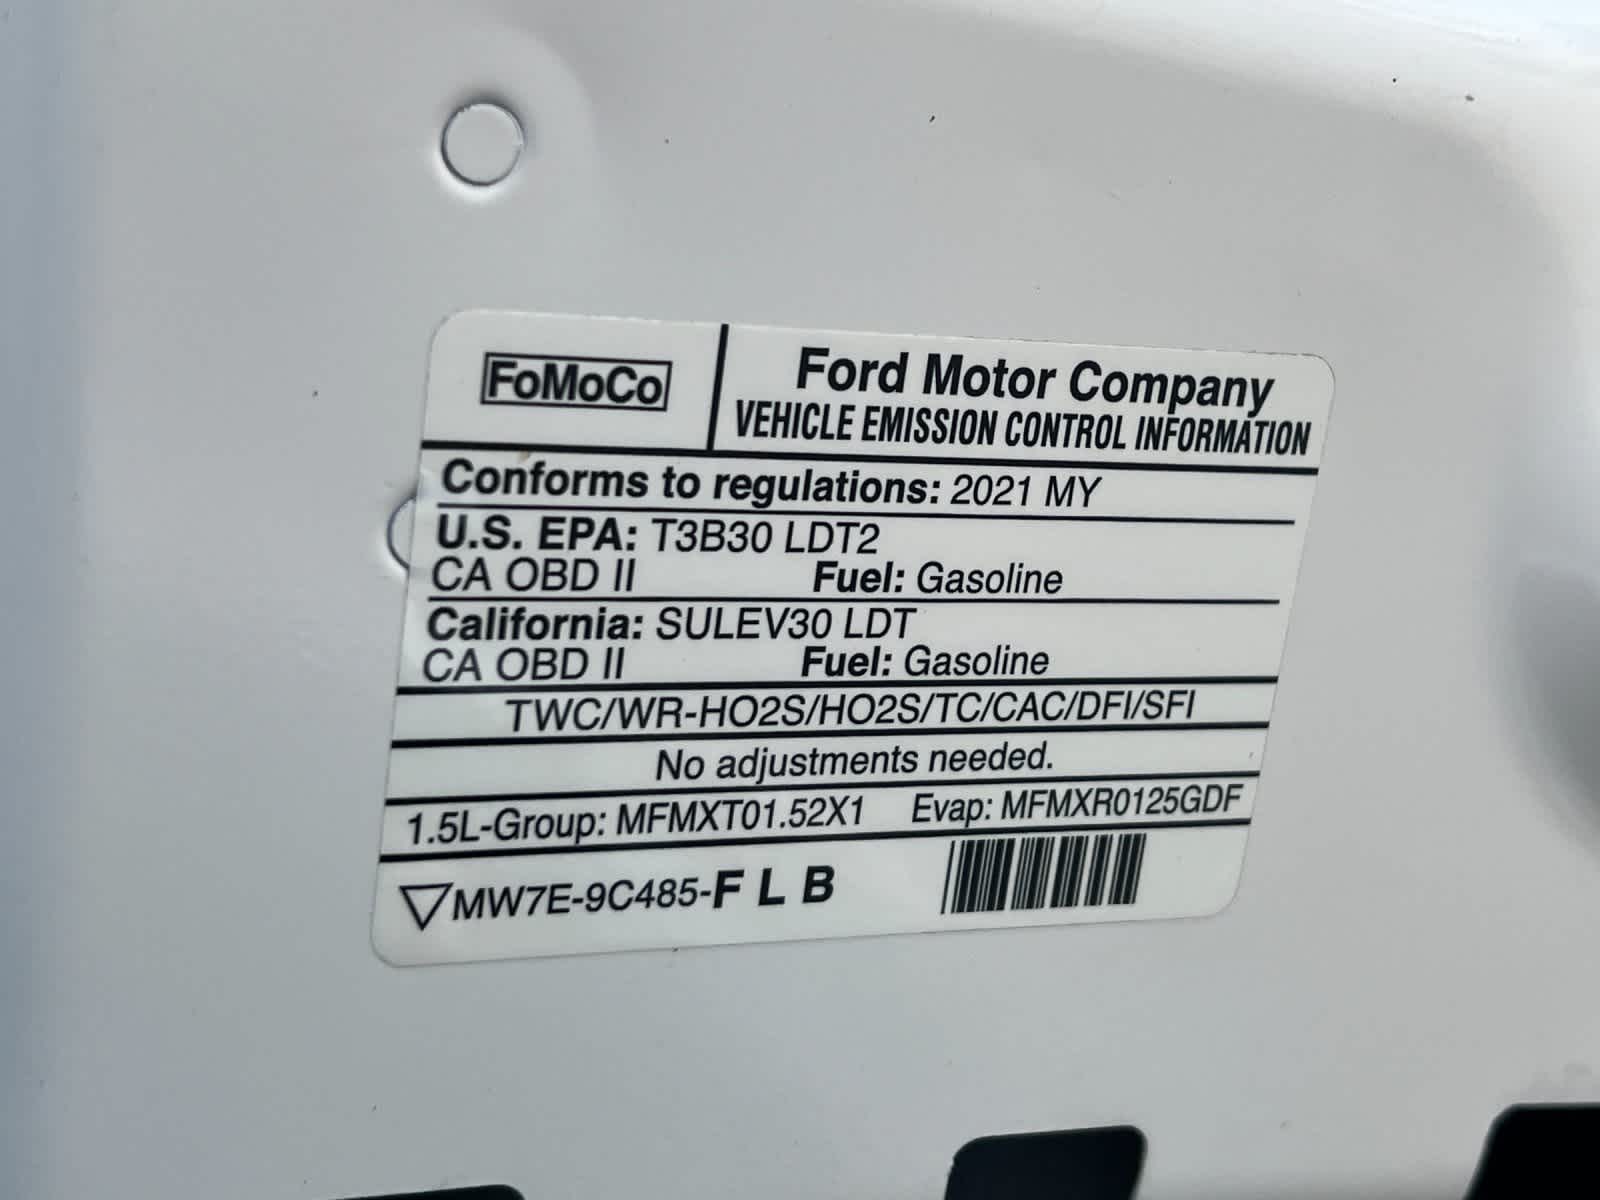 FoMoCo
Ford Motor Company
VEHICLE EMISSION CONTROL INFORMATION
Conforms to regulations: 2021 MY
U.S. EPA: T3B30 LDT2
CA OBD II Fuel: Gasoline
California: SULEV30 LDT
CA OBD II Fuel: Gasoline
TWC/WR-HO2S/HO2S/TC/CAC/DFI/SFI
No adjustments needed.
1.5L-Group: MFMXT01.52X1 Evap: MFMXR0125GDF
MW7E-9C485-F L B